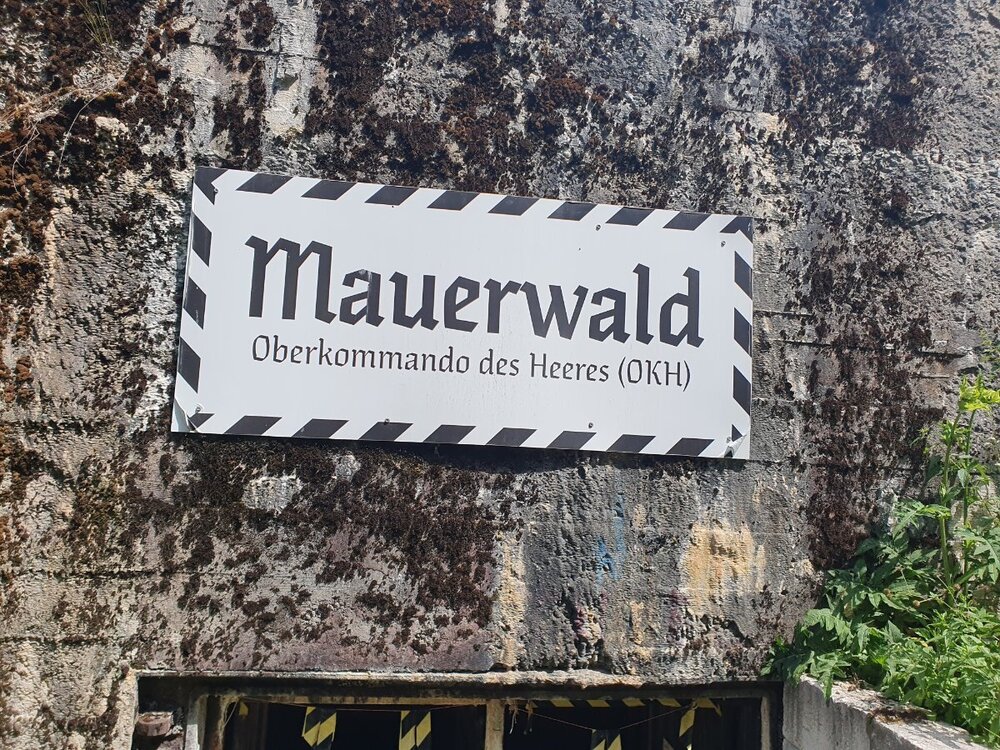 Mauerwald
Oberkommando des Heeres (OKH)